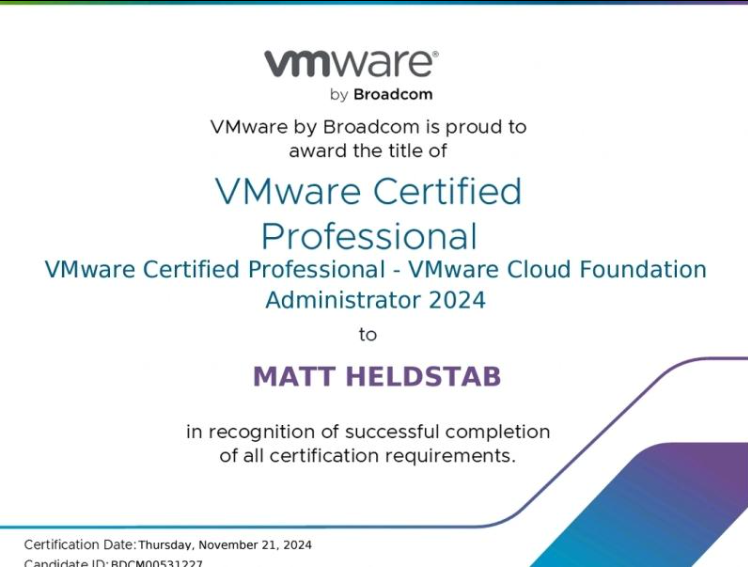 vmware®
by Broadcom
VMware by Broadcom is proud to
award the title of
VMware Certified
Professional
VMware Certified Professional - VMware Cloud Foundation
Administrator 2024
to
MATT HELDSTAB
in recognition of successful completion
of all certification requirements.
Certification Date: Thursday, November 21, 2024
Candidate ID: BDCM00531227